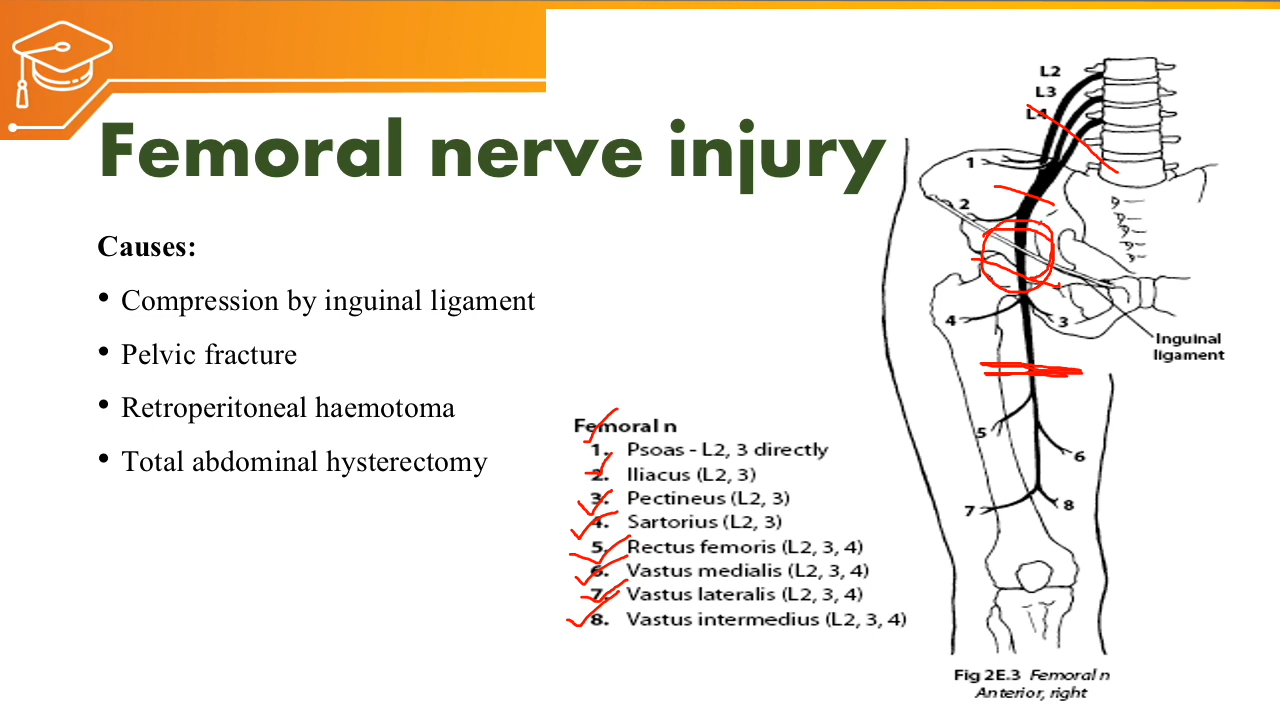 Femoral nerve injury
Causes:
• Compression by inguinal ligament
• Pelvic fracture
• Retroperitoneal haemotoma
• Total abdominal hysterectomy
Femoral n
1. Psoas - L2, 3 directly
2. Iliacus (L2, 3)
3. Pectineus (L2, 3)
4. Sartorius (L2, 3)
5. Rectus femoris (L2, 3, 4)
6. Vastus medialis (L2, 3, 4)
7. Vastus lateralis (L2, 3, 4)
8. Vastus intermedius (L2, 3, 4)
L2
L3
L4
1
2
4
3
Inguinal
ligament
5
6
7
8
Fig 2E.3 Femoral n
Anterior, right